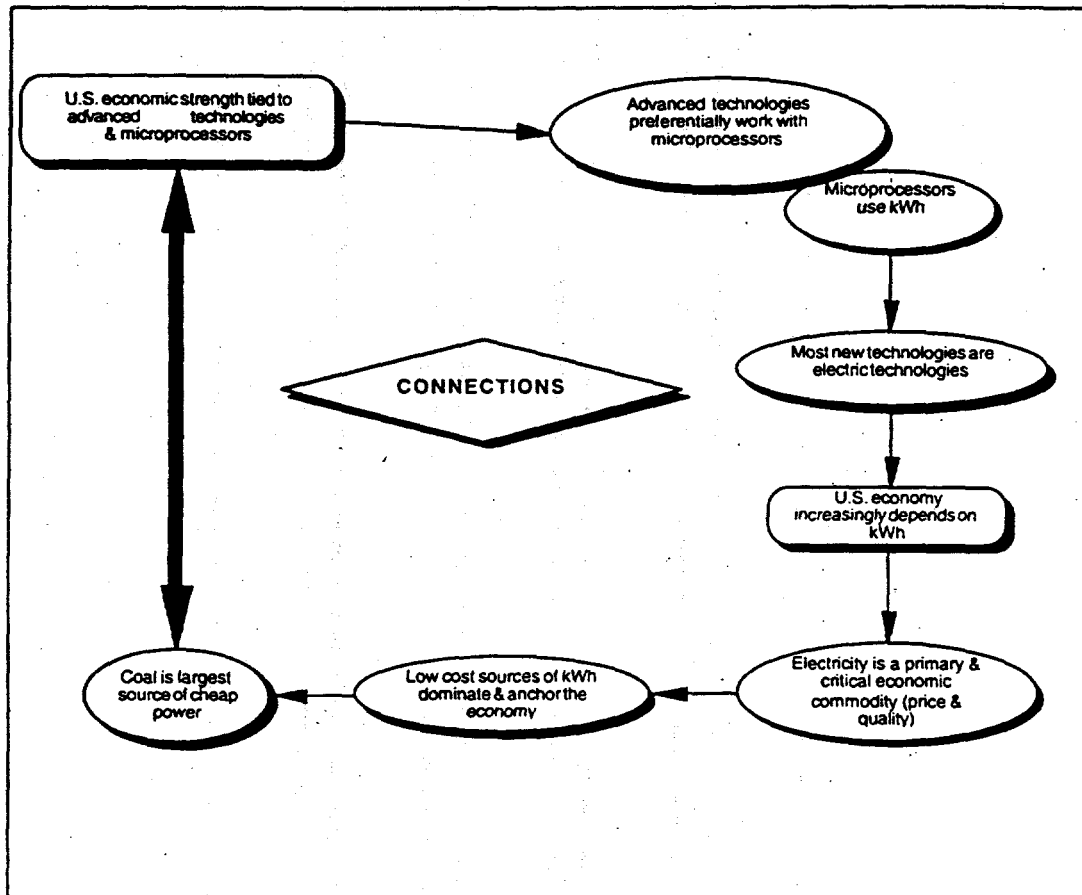 U.S. economic strength tied to
advanced technologies
& microprocessors
Advanced technologies
preferentially work with
microprocessors
Microprocessors
use kWh
Most new technologies are
electric technologies
CONNECTIONS
U.S. economy
increasingly depends on
kWh
Electricity is a primary &
critical economic
commodity (price &
quality)
Low cost sources of kWh
dominate & anchor the
economy
Coal is largest
source of cheap
power